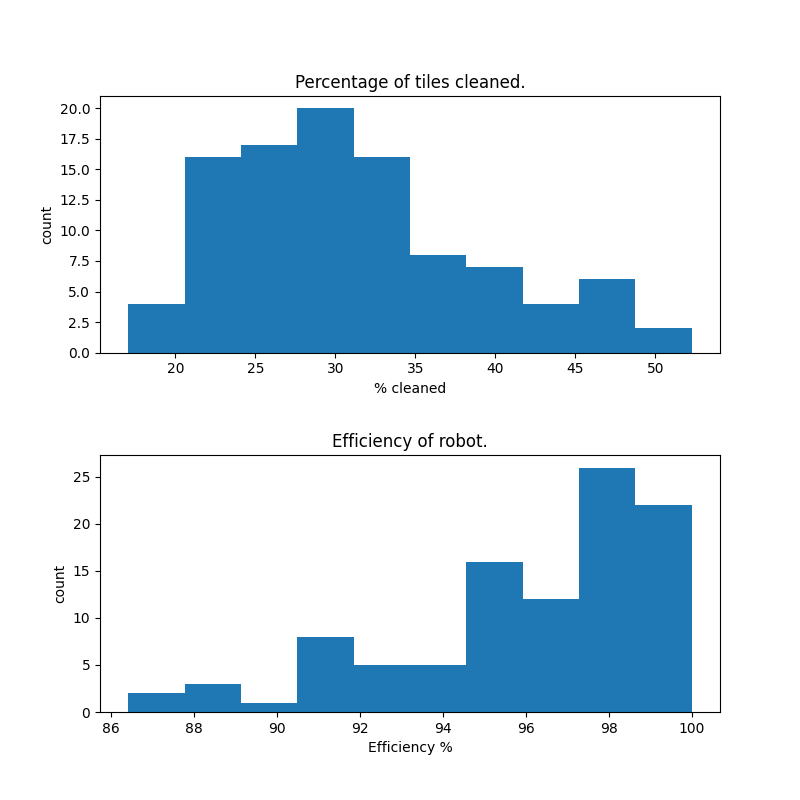 Percentage of tiles cleaned.
20.0
17.5
15.0
12.5
10.0
7.5
5.0
2.5
0.0
count
20 25 30 35 40 45 50
% cleaned
Efficiency of robot.
25
20
15
10
5
0
count
86 88 90 92 94 96 98 100
Efficiency %